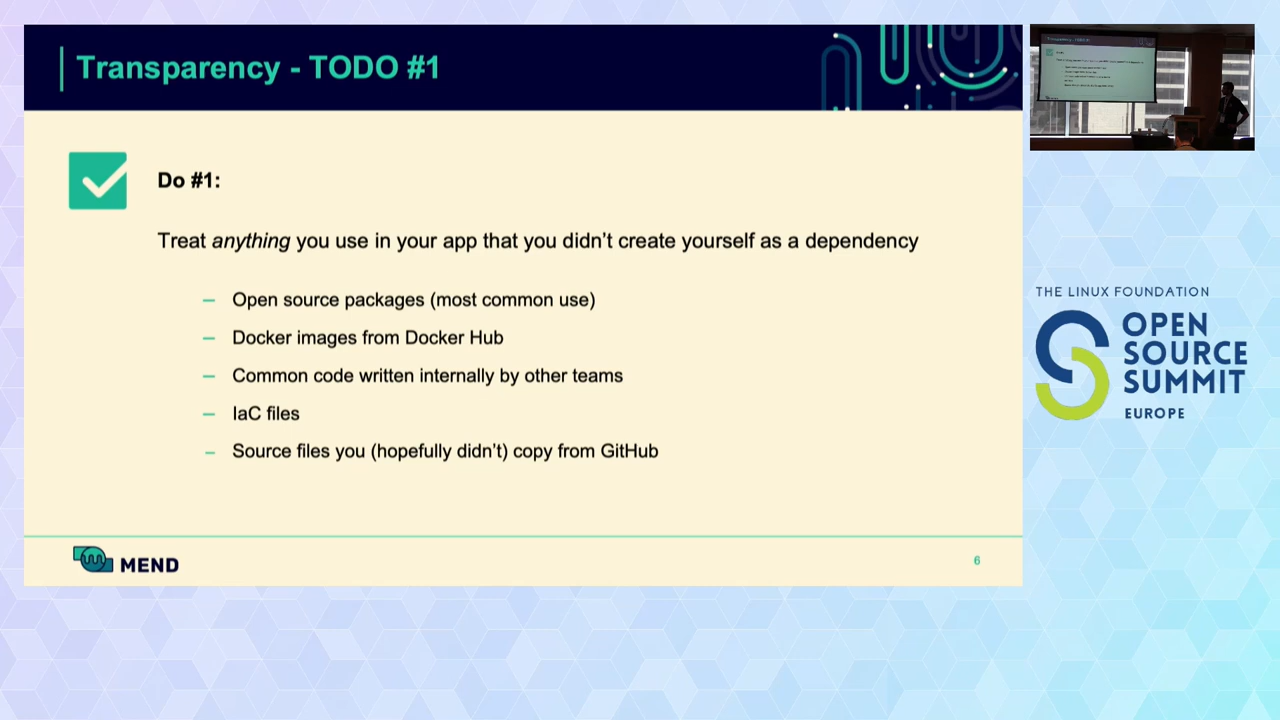 Transparency - TODO #1
Do #1:
Treat anything you use in your app that you didn't create yourself as a dependency
– Open source packages (most common use)
– Docker images from Docker Hub
– Common code written internally by other teams
– IaC files
– Source files you (hopefully didn't) copy from GitHub
MEND
6
THE LINUX FOUNDATION
OPEN
SOURCE
SUMMIT
EUROPE